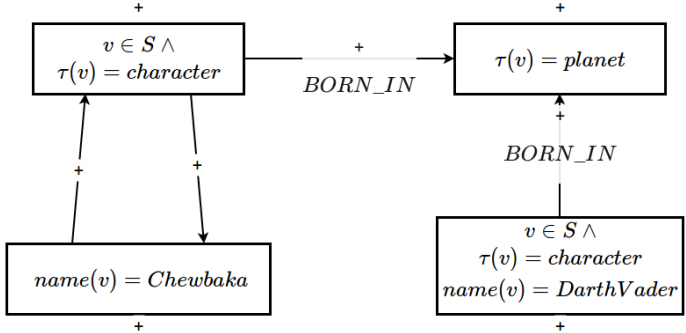 +
+
v ∈ S ∧
τ(v) = character
+
τ(v) = planet
BORN_IN
+
+
+
BORN_IN
name(v) = Chewbaka
v ∈ S ∧
τ(v) = character
name(v) = DarthVader
+
+